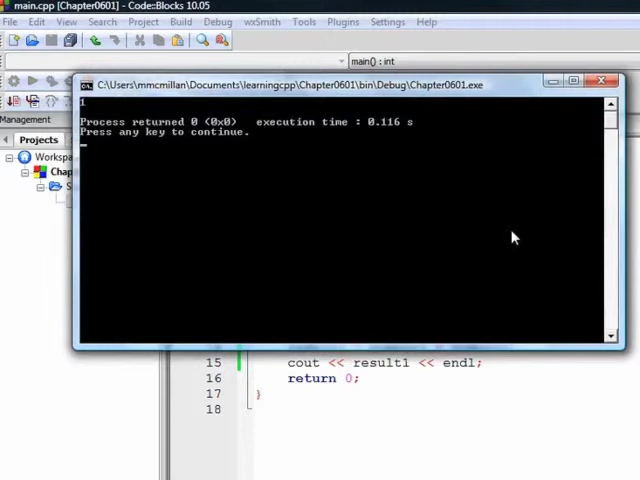 main.cpp [Chapter0601] - Code::Blocks 10.05
File Edit View Search Project Build Debug wxSmith Tools Plugins Settings Help
main() : int
C:\Users\mmcmillan\Documents\learningcpp\Chapter0601\bin\Debug\Chapter0601.exe
1
Process returned 0 (0x0)   execution time : 0.116 s
Press any key to continue.
Management
Projects
Workspa
Chap
S
15 cout << result1 << endl;
16 return 0;
17 }
18